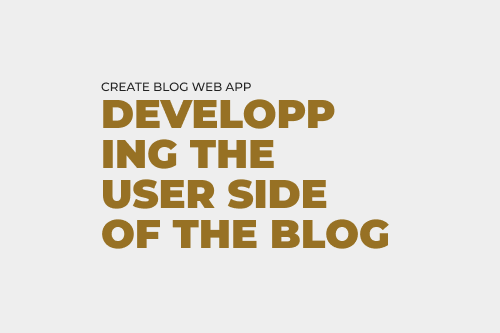 CREATE BLOG WEB APP
DEVELOPP
ING THE
USER SIDE
OF THE BLOG